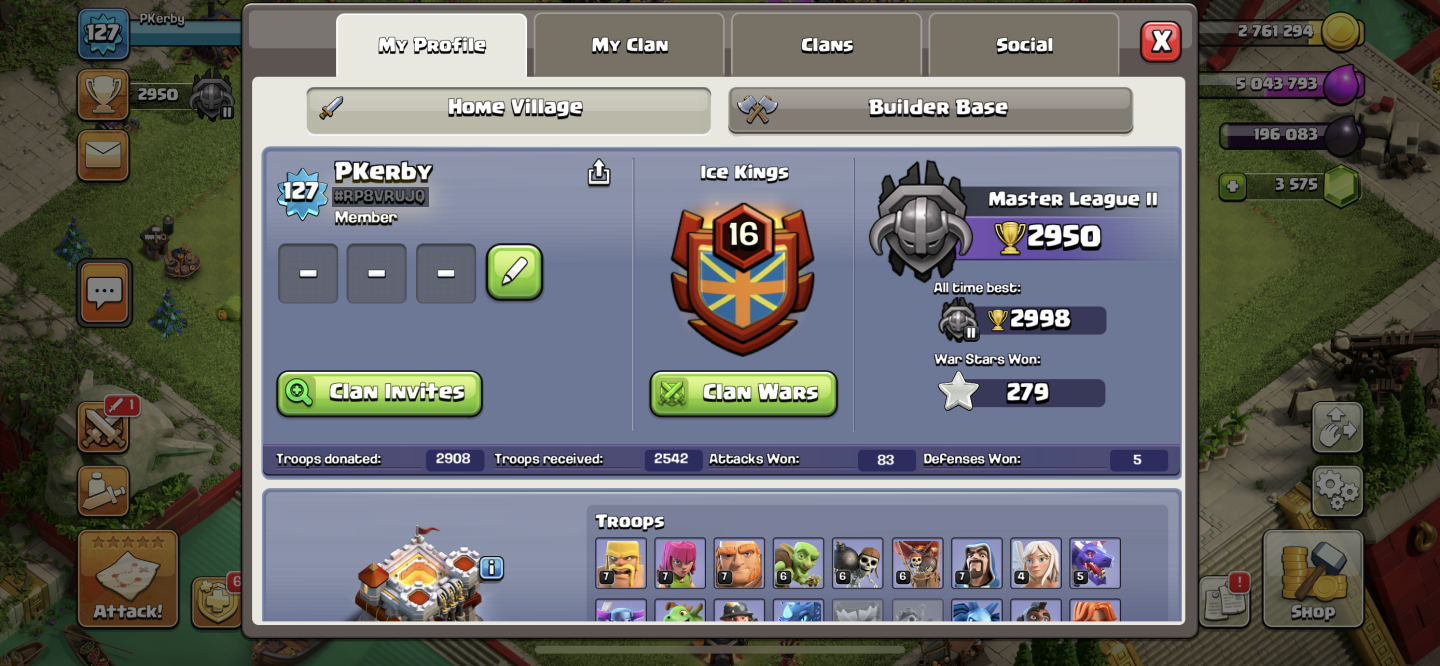 127
PKerby
2950
II
1
Attack!
6
My Profile
My Clan
Clans
Social
X
Home Village
Builder Base
127
PKerby
#RP8VRUJQ
Member
- - -
Clan Invites
Ice Kings
16
Clan Wars
Master League II
2950
All time best:
II
2998
War Stars Won:
279
Troops donated: 2908 Troops received: 2542 Attacks Won: 83 Defenses Won: 5
i
Troops
7 7 7 6 6 6 7 4 5
2 761 294
5 043 793
196 083
3 575
!
Shop